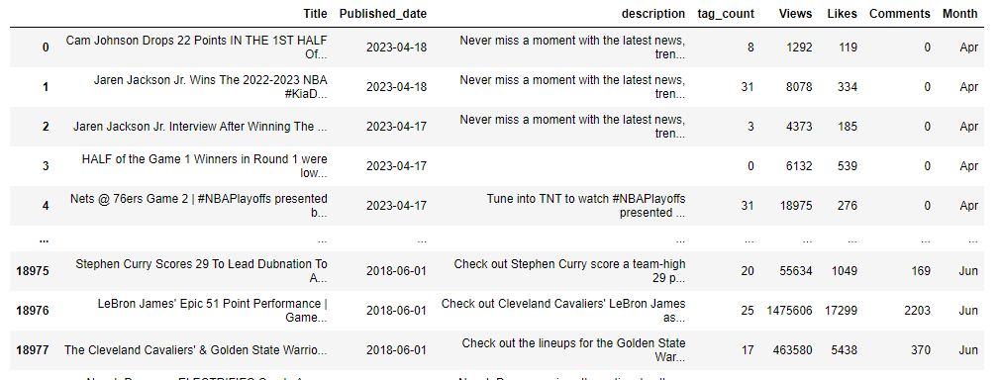 Title Published_date description tag_count Views Likes Comments Month
0 Cam Johnson Drops 22 Points IN THE 1ST HALF Of... 2023-04-18 Never miss a moment with the latest news, tren... 8 1292 119 0 Apr
1 Jaren Jackson Jr. Wins The 2022-2023 NBA #KiaD... 2023-04-18 Never miss a moment with the latest news, tren... 31 8078 334 0 Apr
2 Jaren Jackson Jr. Interview After Winning The ... 2023-04-17 Never miss a moment with the latest news, tren... 3 4373 185 0 Apr
3 HALF of the Game 1 Winners in Round 1 were low... 2023-04-17 0 6132 539 0 Apr
4 Nets @ 76ers Game 2 | #NBAPlayoffs presented b... 2023-04-17 Tune into TNT to watch #NBAPlayoffs presented ... 31 18975 276 0 Apr
... ... ... ... ... ... ... ... ...
18975 Stephen Curry Scores 29 To Lead Dubnation To A... 2018-06-01 Check out Stephen Curry score a team-high 29 p... 20 55634 1049 169 Jun
18976 LeBron James' Epic 51 Point Performance | Game... 2018-06-01 Check out Cleveland Cavaliers' LeBron James as... 25 1475606 17299 2203 Jun
18977 The Cleveland Cavaliers' & Golden State Warrio... 2018-06-01 Check out the lineups for the Golden State War... 17 463580 5438 370 Jun